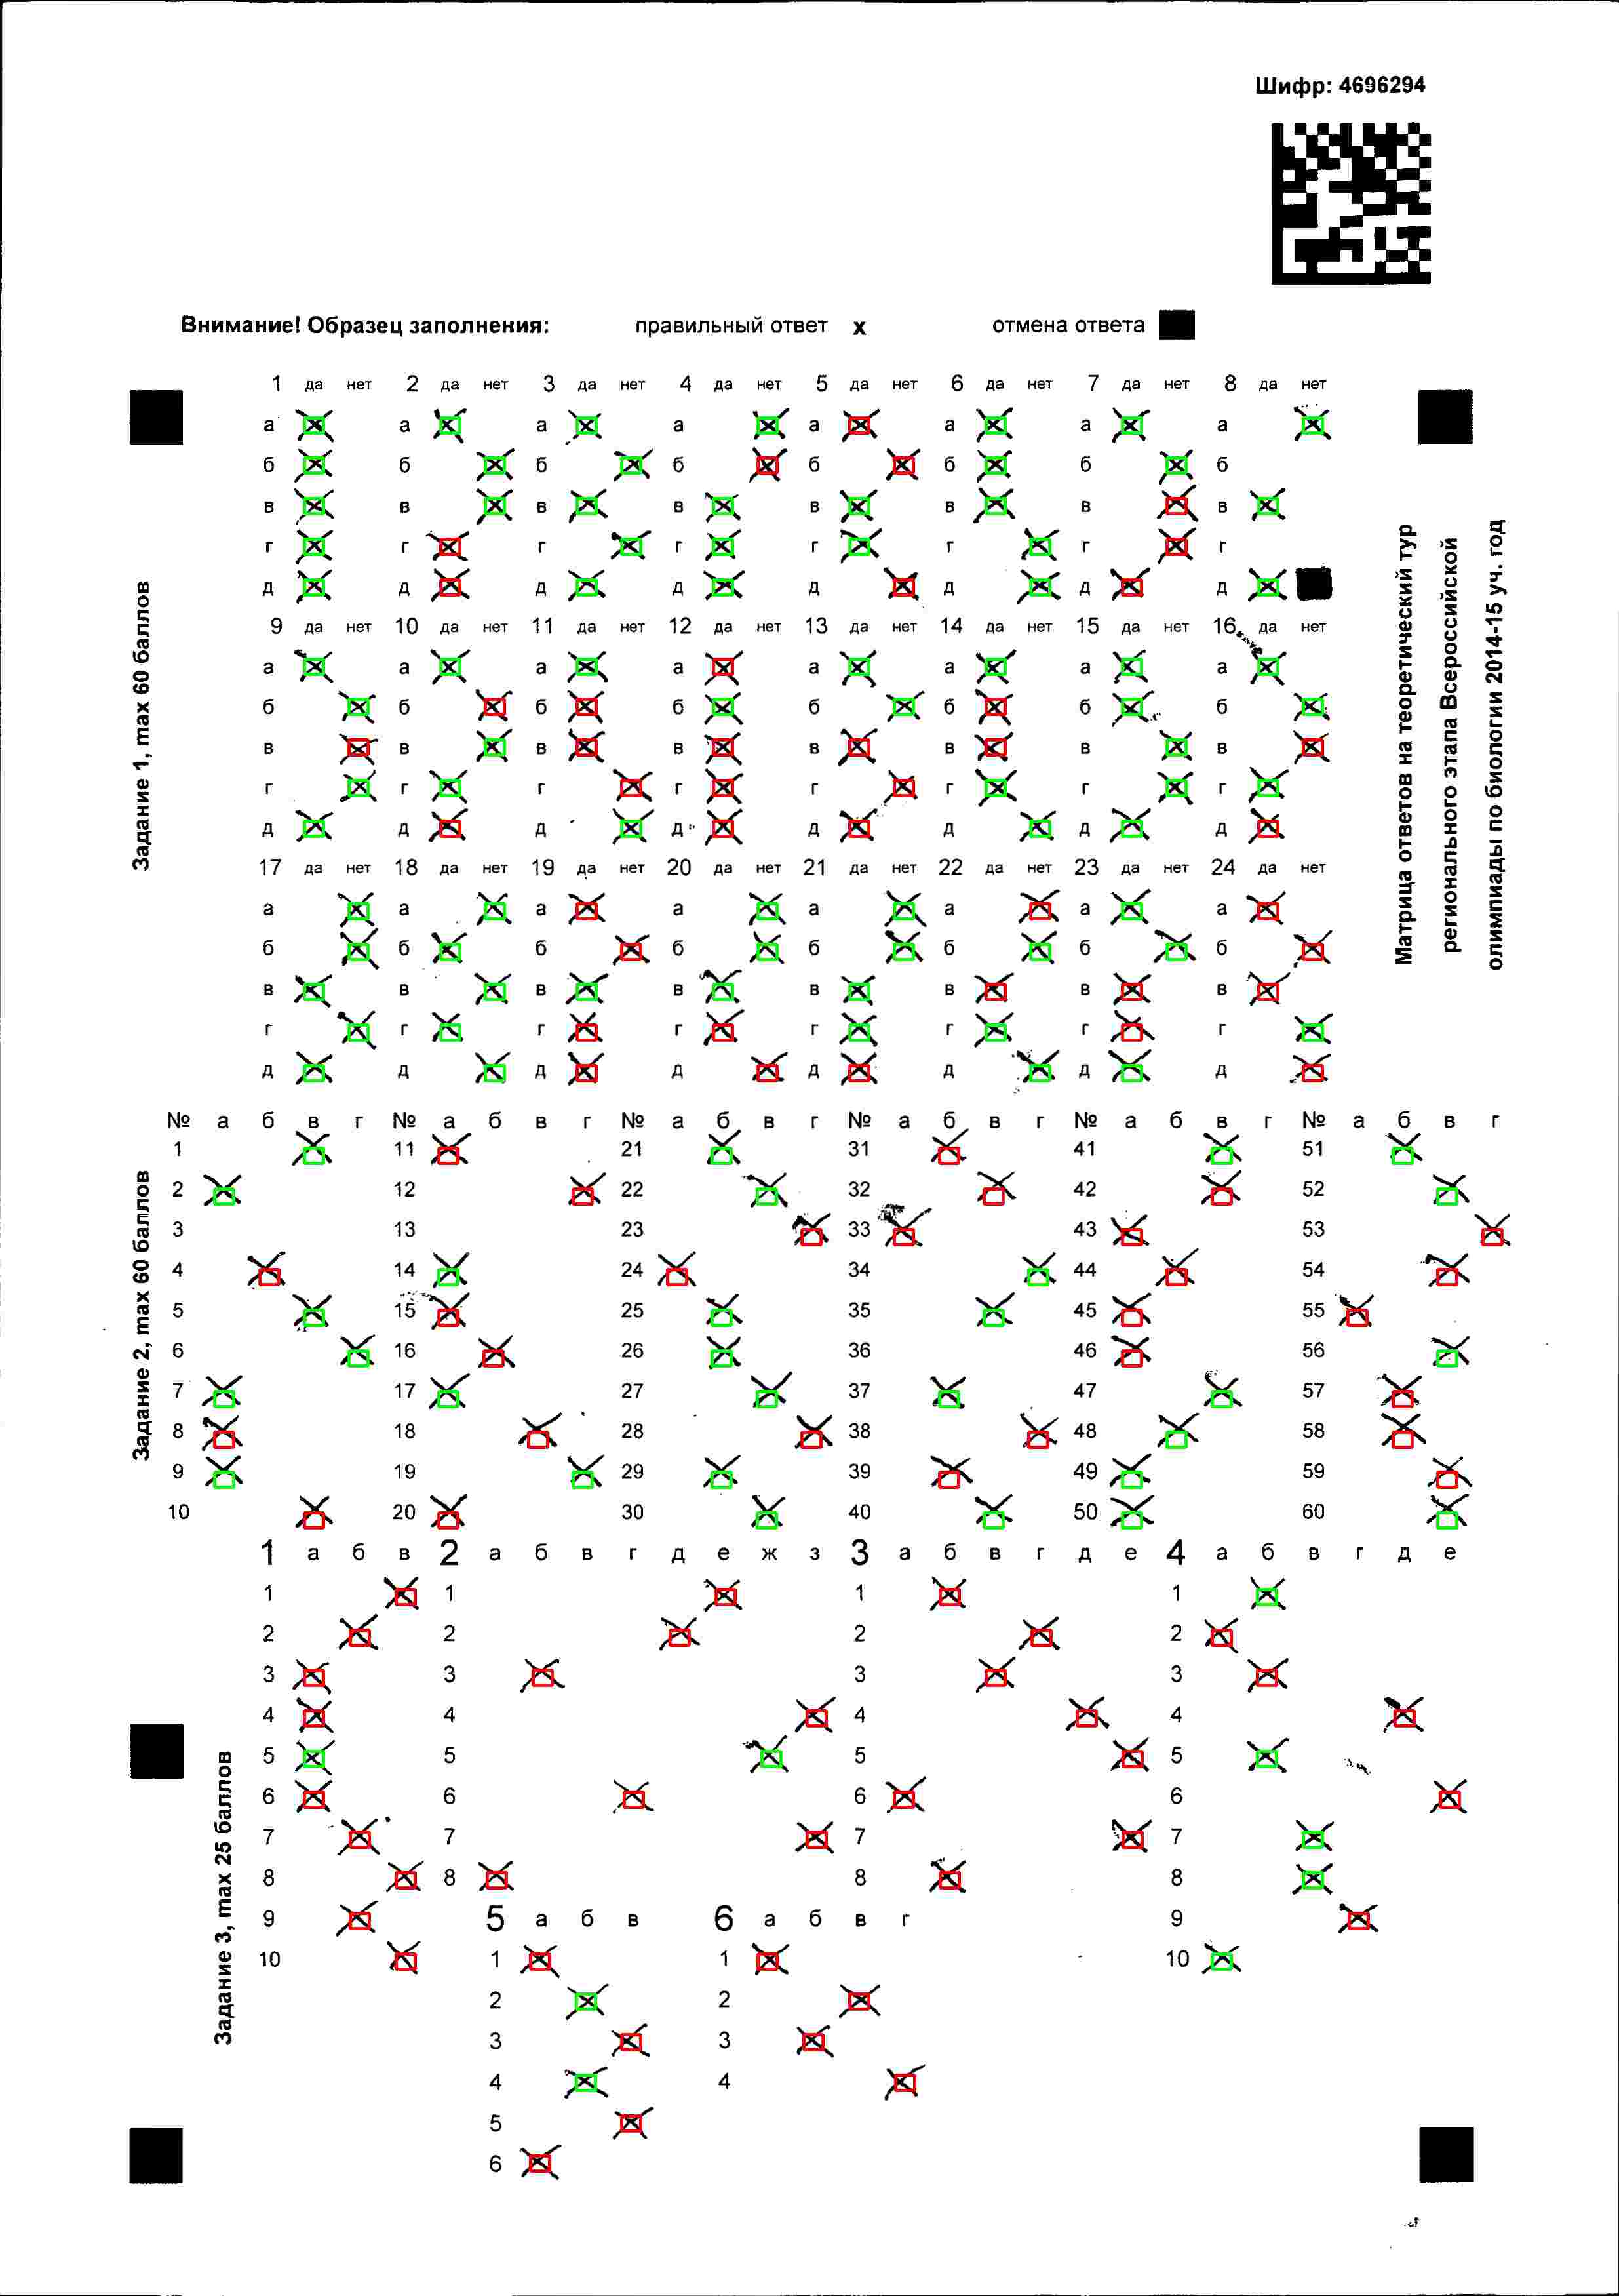 Шифр: 4696294
Внимание! Образец заполнения: правильный ответ х отмена ответа
Матрица ответов на теоретический тур
регионального этапа Всероссийской
олимпиады по биологии 2014-15 уч. год
Задание 1, max 60 баллов
1 да нет 2 да нет 3 да нет 4 да нет 5 да нет 6 да нет 7 да нет 8 да нет
а а а а а а а а
б б б б б б б б
в в в в в в в в
г г г г г г г г
д д д д д д д д
9 да нет 10 да нет 11 да нет 12 да нет 13 да нет 14 да нет 15 да нет 16 да нет
а а а а а а а а
б б б б б б б б
в в в в в в в в
г г г г г г г г
д д д д д д д д
17 да нет 18 да нет 19 да нет 20 да нет 21 да нет 22 да нет 23 да нет 24 да нет
а а а а а а а а
б б б б б б б б
в в в в в в в в
г г г г г г г г
д д д д д д д д
Задание 2, max 60 баллов
№ а б в г № а б в г № а б в г № а б в г № а б в г № а б в г
1 11 21 31 41 51
2 12 22 32 42 52
3 13 23 33 43 53
4 14 24 34 44 54
5 15 25 35 45 55
6 16 26 36 46 56
7 17 27 37 47 57
8 18 28 38 48 58
9 19 29 39 49 59
10 20 30 40 50 60
Задание 3, max 25 баллов
1 а б в 2 а б в г д е ж з 3 а б в г д е 4 а б в г д е
1 1 1 1
2 2 2 2
3 3 3 3
4 4 4 4
5 5 5 5
6 6 6 6
7 7 7 7
8 8 8 8
9 5 а б в 6 а б в г 9
10 1 1 10
2 2
3 3
4 4
5
6